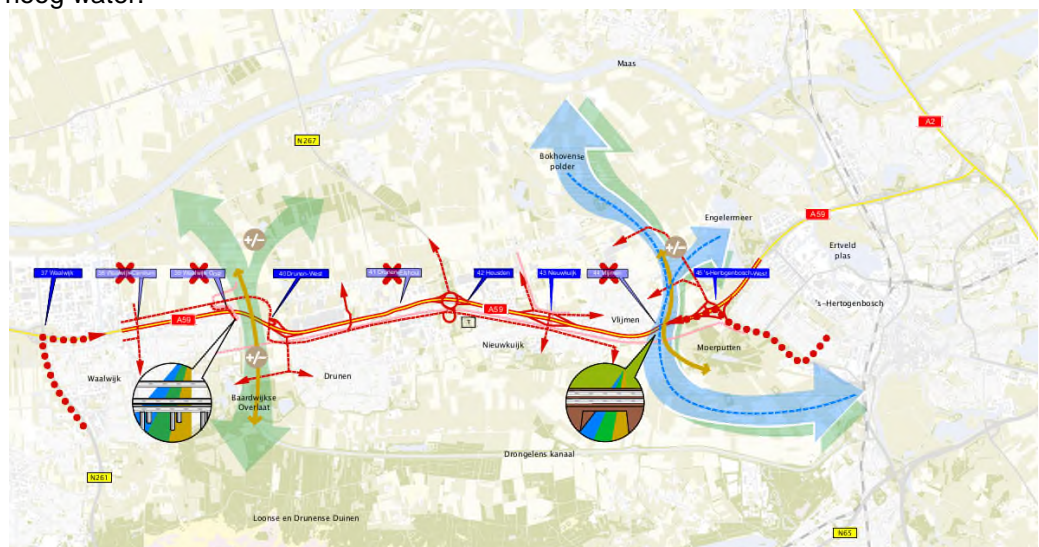 hoog water.
Maas
A2
N267
Bokhovense
polder
Engelermeer
A59
+/-
+/-
Ertveld
plas
37 Waalwijk
40 Drunen-West
42 Heusden
43 Nieuwkuijk
45 's-Hertogenbosch West
's-Hertogenbosch
A59
A59
Vlijmen
Nieuwkuijk
Moerputten
+/-
Waalwijk
Drunen
Baardwijkse
Overlaat
Drongelens kanaal
N261
Loonse en Drunense Duinen
N65